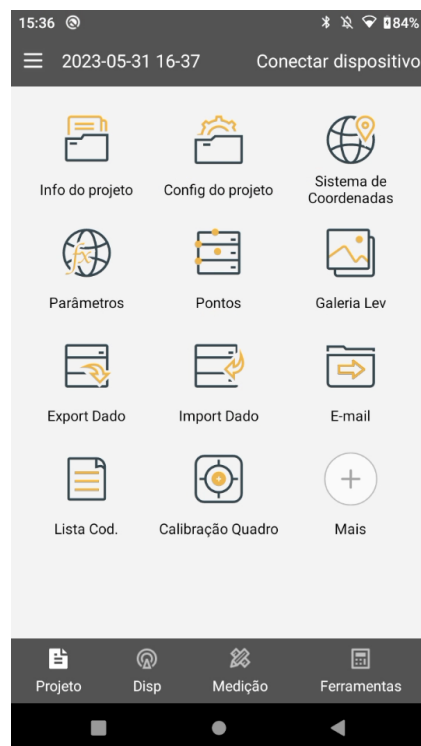 15:36 84%
2023-05-31 16-37 Conectar dispositivo
Info do projeto Config do projeto Sistema de
Coordenadas
fx
Parâmetros Pontos Galeria Lev
Export Dado Import Dado E-mail
Lista Cod. Calibração Quadro Mais
Projeto Disp Medição Ferramentas